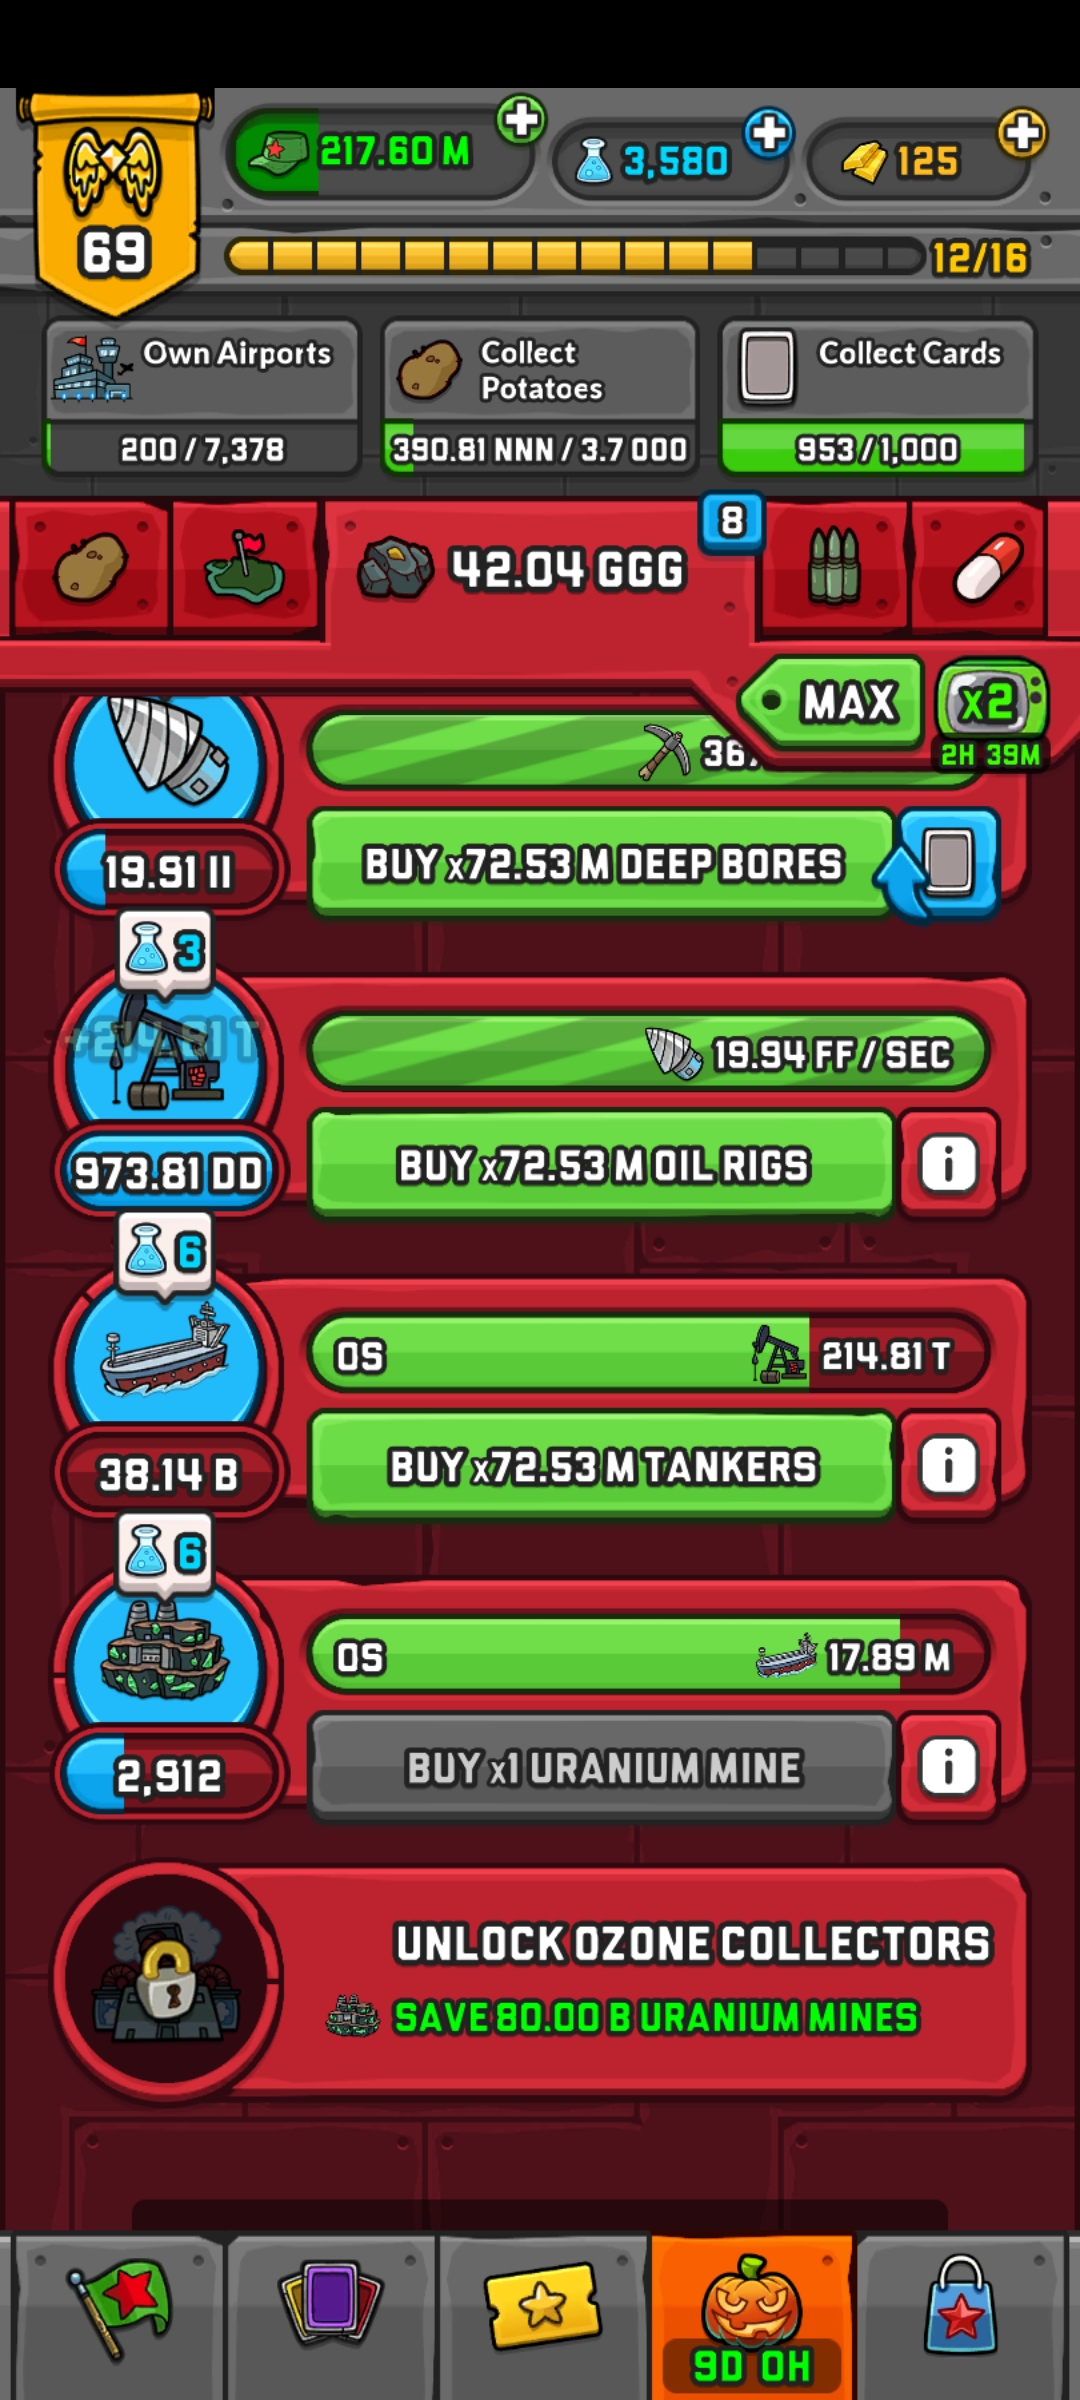 217.60 M
3,580
125
69
12/16
Own Airports
200 / 7,378
Collect
Potatoes
390.81 NNN / 3.7 OOO
Collect Cards
953 / 1,000
42.04 GGG
8
MAX
x2
2H 39M
36
19.91 II
BUY x72.53 M DEEP BORES
3
+214.81 T
19.94 FF / SEC
973.81 DD
BUY x72.53 M OIL RIGS
i
6
0S
214.81 T
38.14 B
BUY x72.53 M TANKERS
i
6
0S
17.89 M
2,912
BUY x1 URANIUM MINE
i
UNLOCK OZONE COLLECTORS
SAVE 80.00 B URANIUM MINES
9D 0H